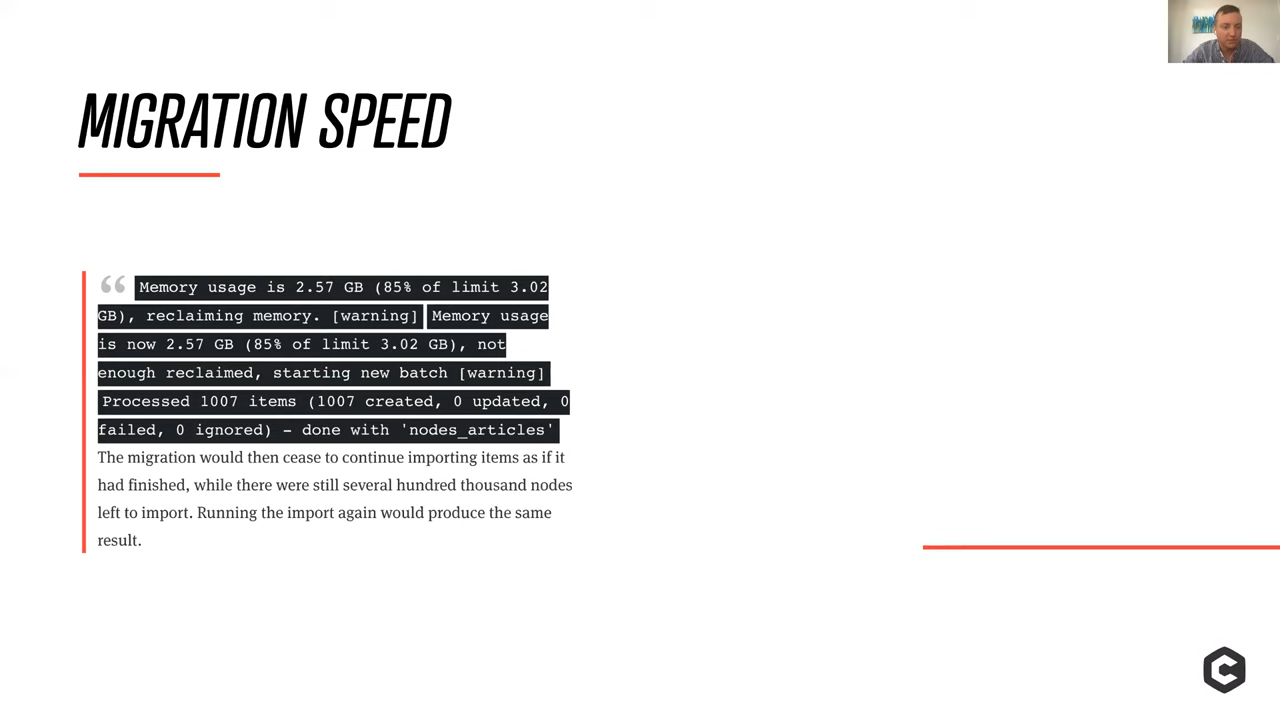 MIGRATION SPEED
“ Memory usage is 2.57 GB (85% of limit 3.02
GB), reclaiming memory. [warning] Memory usage
is now 2.57 GB (85% of limit 3.02 GB), not
enough reclaimed, starting new batch [warning]
Processed 1007 items (1007 created, 0 updated, 0
failed, 0 ignored) – done with 'nodes_articles'
The migration would then cease to continue importing items as if it
had finished, while there were still several hundred thousand nodes
left to import. Running the import again would produce the same
result.